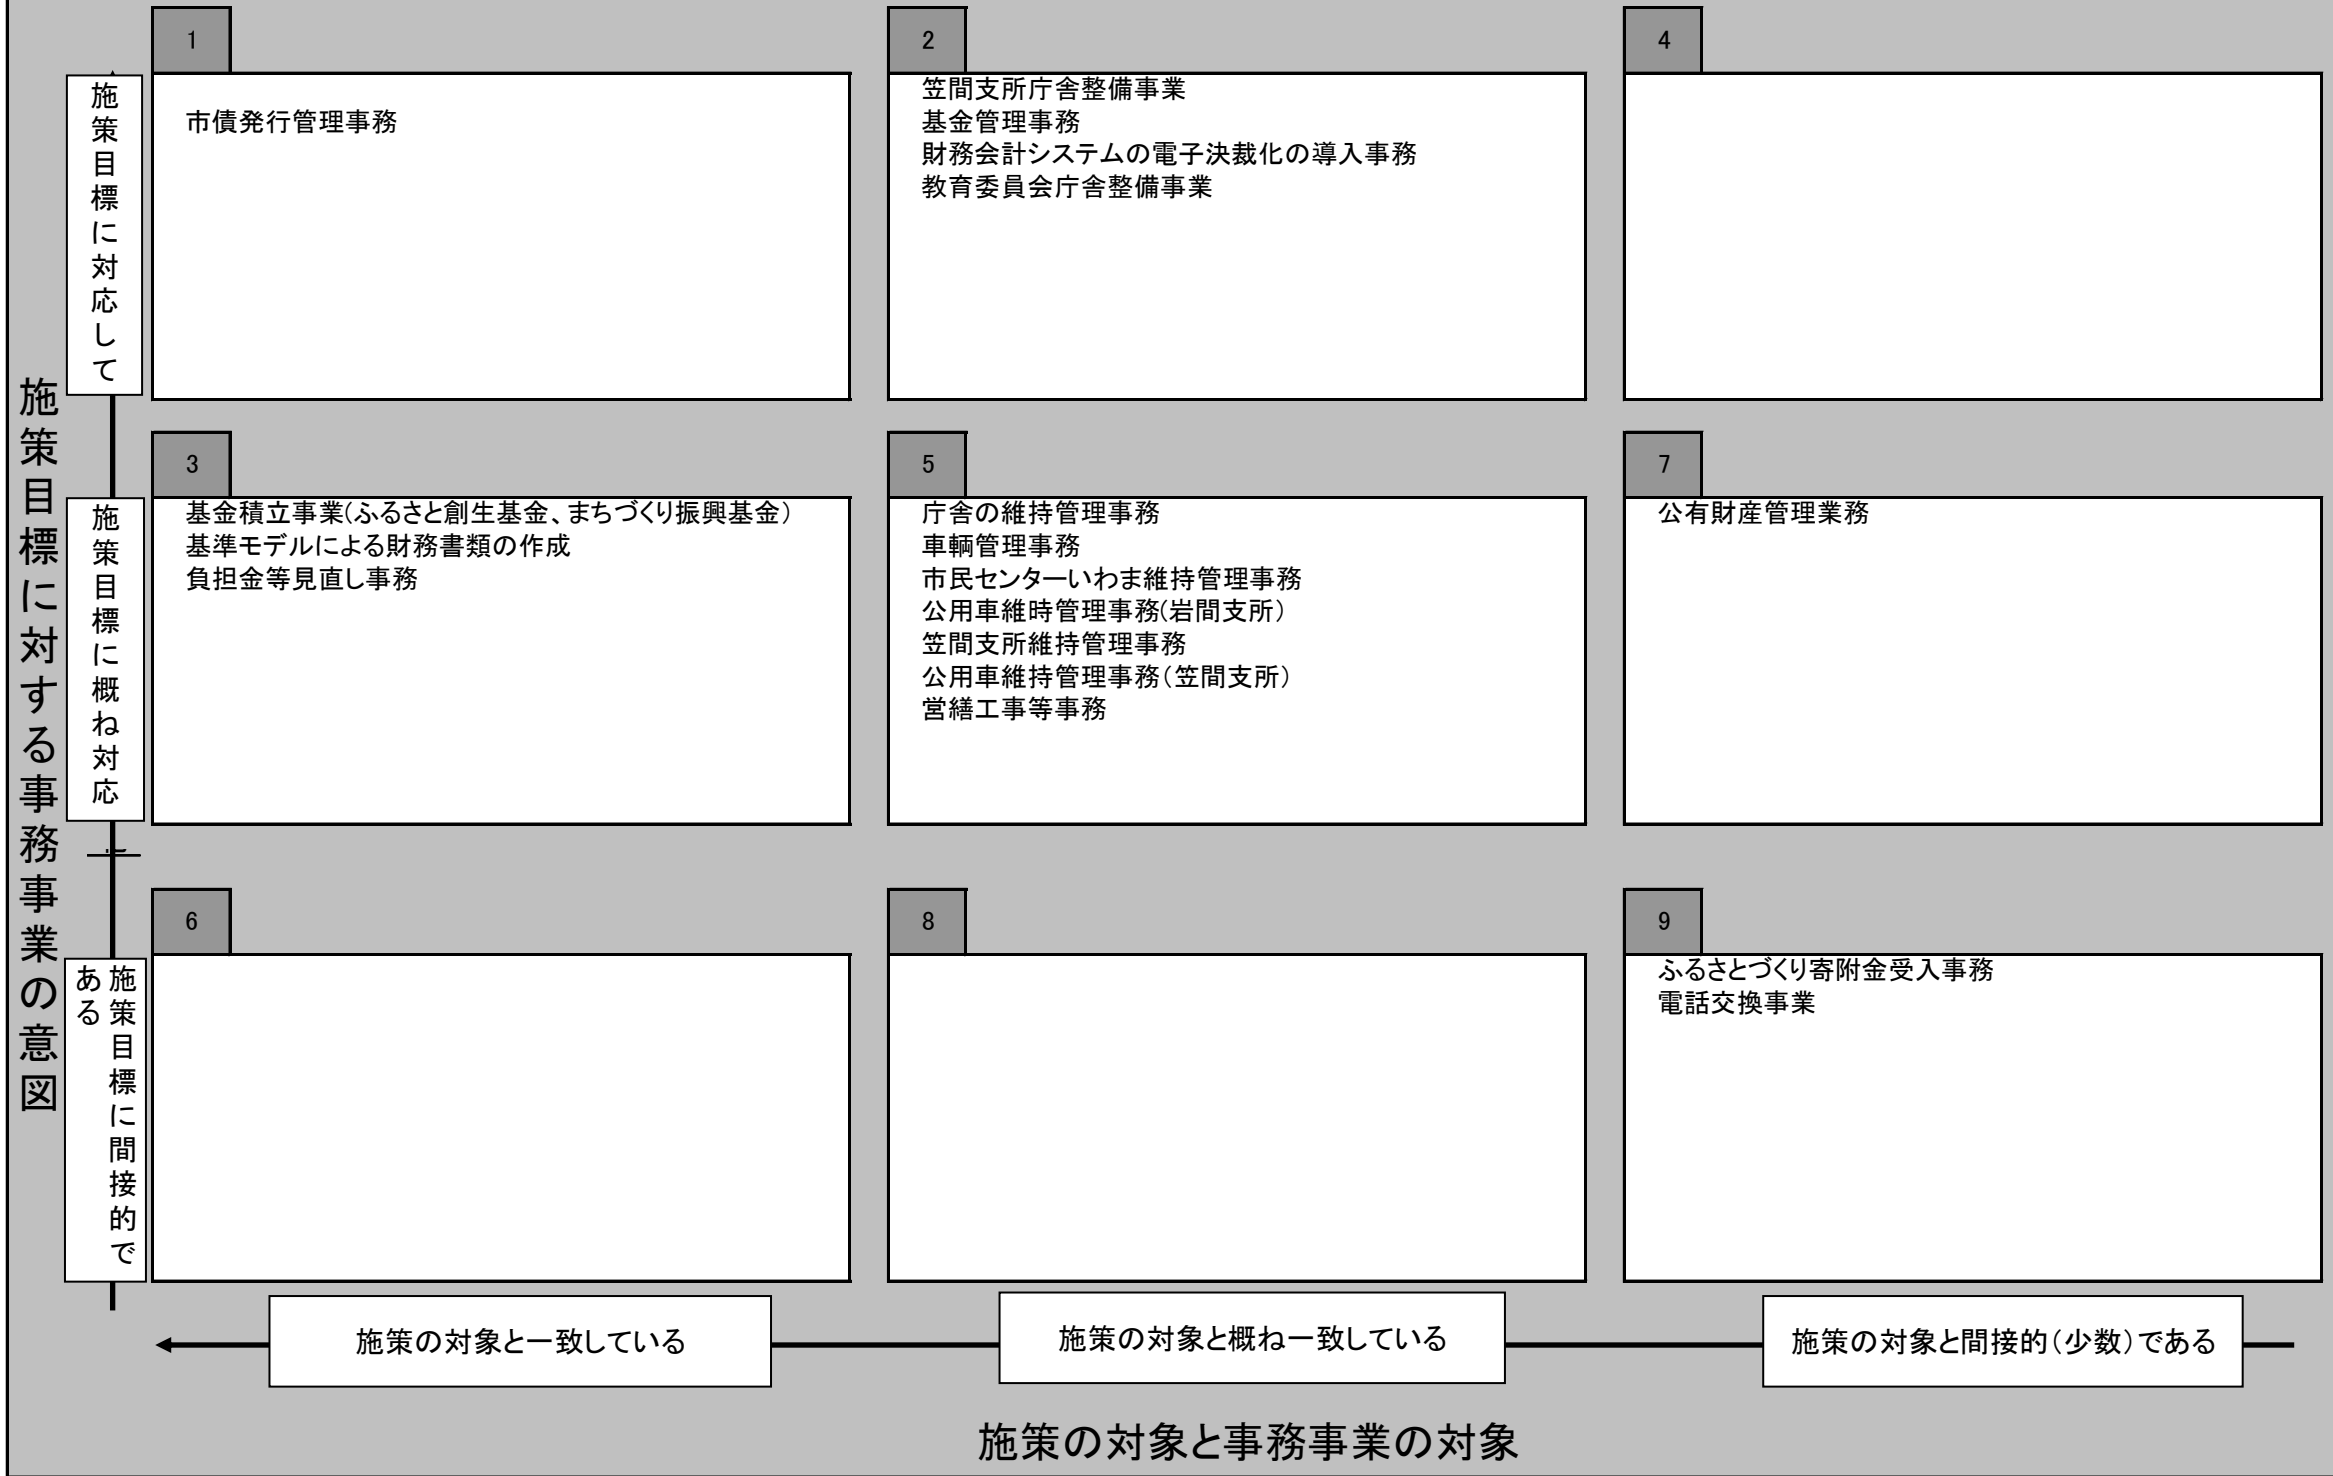 1
2
4
施策目標に対応して
市債発行管理事務
笠間支所庁舎整備事業
基金管理事務
財務会計システムの電子決裁化の導入事務
教育委員会庁舎整備事業
施策目標に対する事務事業の意図
3
5
7
施策目標に概ね対応
基金積立事業(ふるさと創生基金、まちづくり振興基金)
基準モデルによる財務書類の作成
負担金等見直し事務
庁舎の維持管理事務
車輌管理事務
市民センターいわま維持管理事務
公用車維時管理事務(岩間支所)
笠間支所維持管理事務
公用車維持管理事務(笠間支所)
営繕工事等事務
公有財産管理業務
6
8
9
施策目標に間接的で
ある
ふるさとづくり寄附金受入事務
電話交換事業
施策の対象と一致している
施策の対象と概ね一致している
施策の対象と間接的(少数)である
施策の対象と事務事業の対象